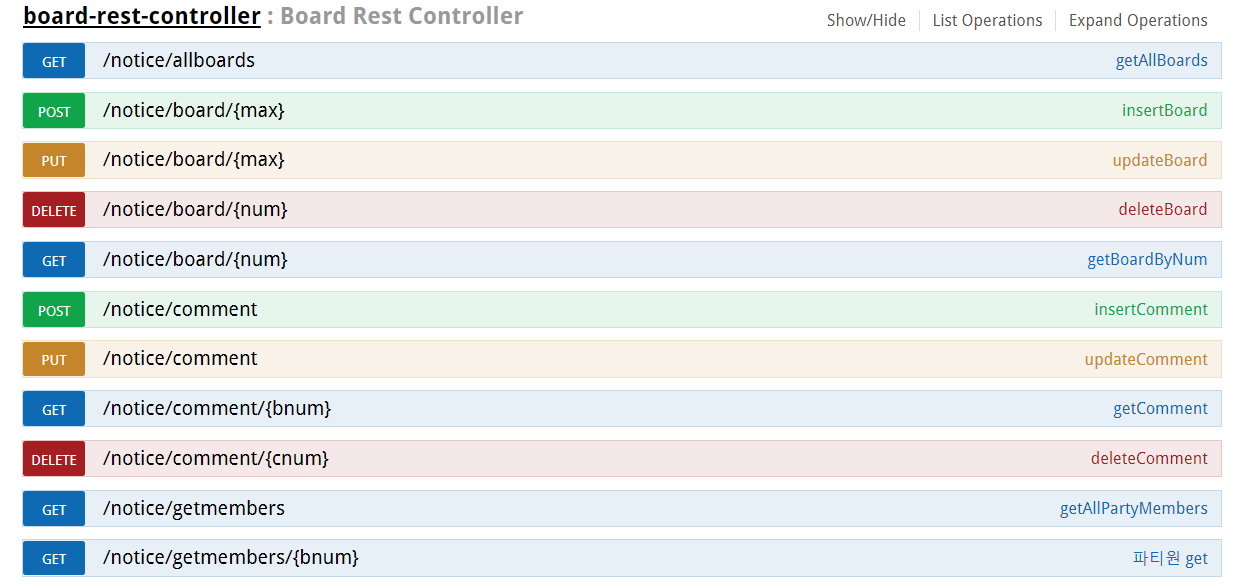 board-rest-controller : Board Rest Controller Show/Hide List Operations Expand Operations
GET /notice/allboards getAllBoards
POST /notice/board/{max} insertBoard
PUT /notice/board/{max} updateBoard
DELETE /notice/board/{num} deleteBoard
GET /notice/board/{num} getBoardByNum
POST /notice/comment insertComment
PUT /notice/comment updateComment
GET /notice/comment/{bnum} getComment
DELETE /notice/comment/{cnum} deleteComment
GET /notice/getmembers getAllPartyMembers
GET /notice/getmembers/{bnum} 파티원 get